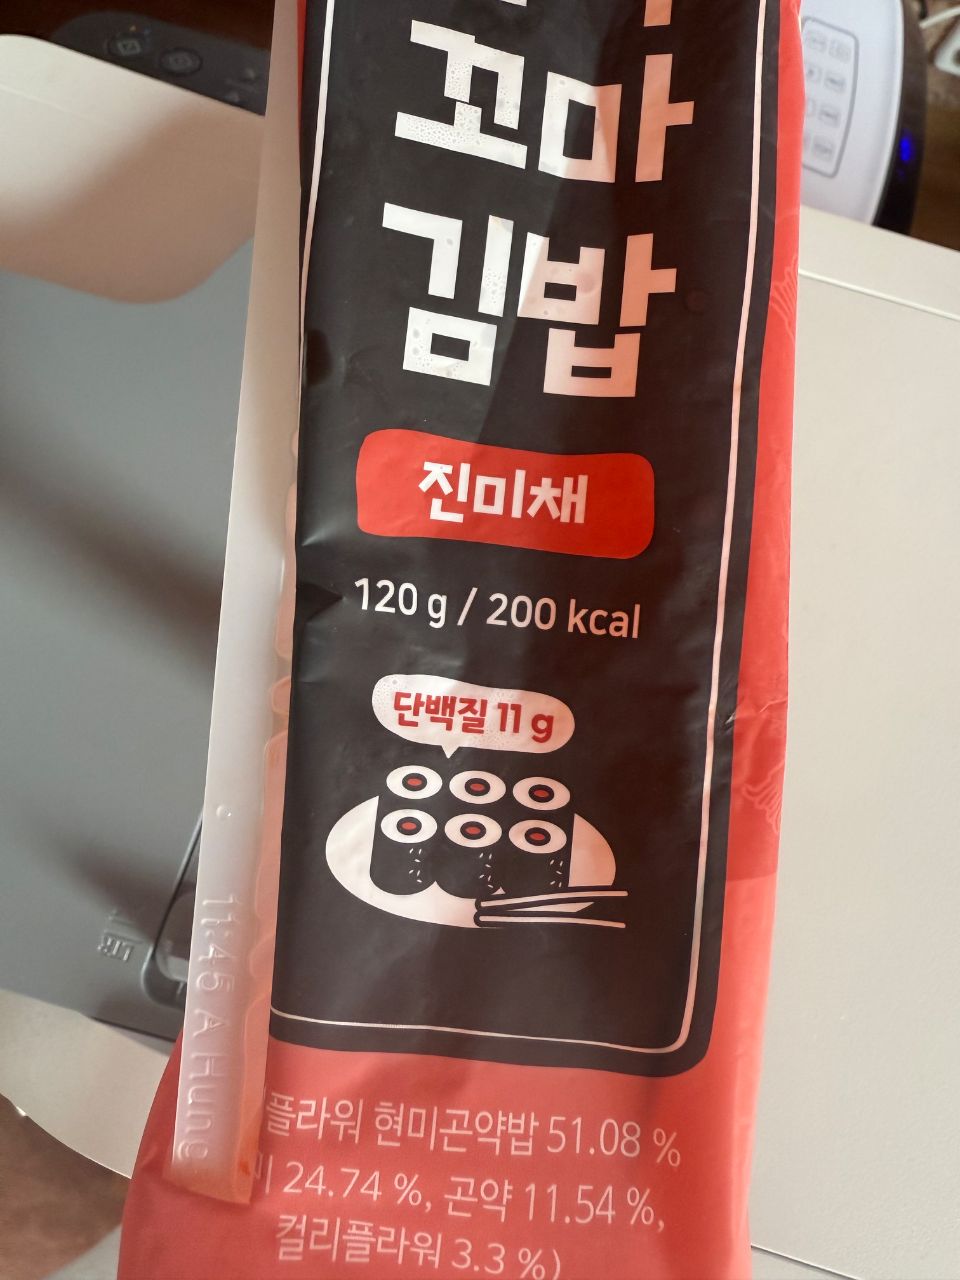 꼬마
김밥
진미채
120 g / 200 kcal
단백질 11 g
11:45 A Hung
플라워 현미곤약밥 51.08 %
미 24.74 %, 곤약 11.54 %,
컬리플라워 3.3 %)